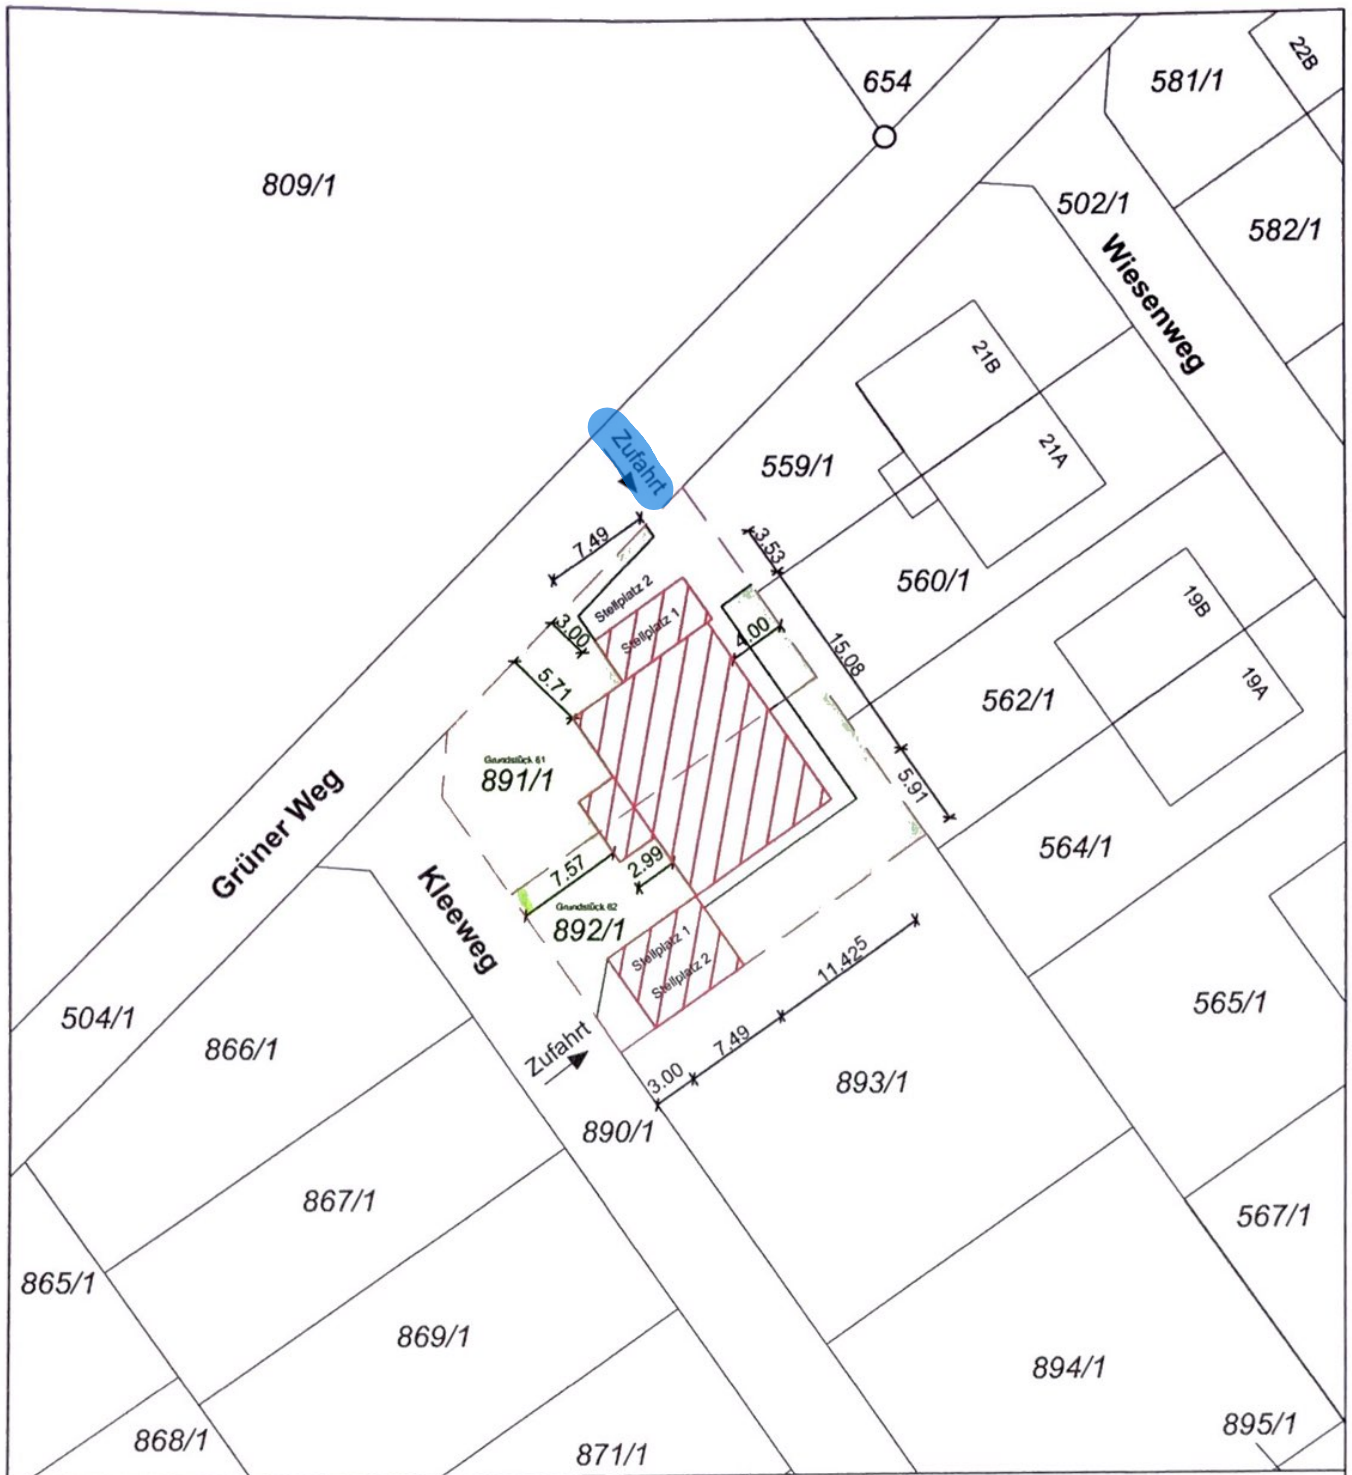 654
581/1
22B
809/1
502/1
582/1
Wiesenweg
21B
21A
559/1
Zufahrt
7.49
3.53
560/1
Stellplatz 2
Stellplatz 1
3.00
4.00
15.08
19B
19A
5.71
562/1
Grundstück 61
891/1
5.91
Grüner Weg
564/1
Kleeweg
7.57
2.99
Grundstück 62
892/1
Stellplatz 1
Stellplatz 2
11.425
504/1
866/1
Zufahrt
7.49
3.00
565/1
893/1
890/1
867/1
567/1
865/1
869/1
894/1
868/1
871/1
895/1